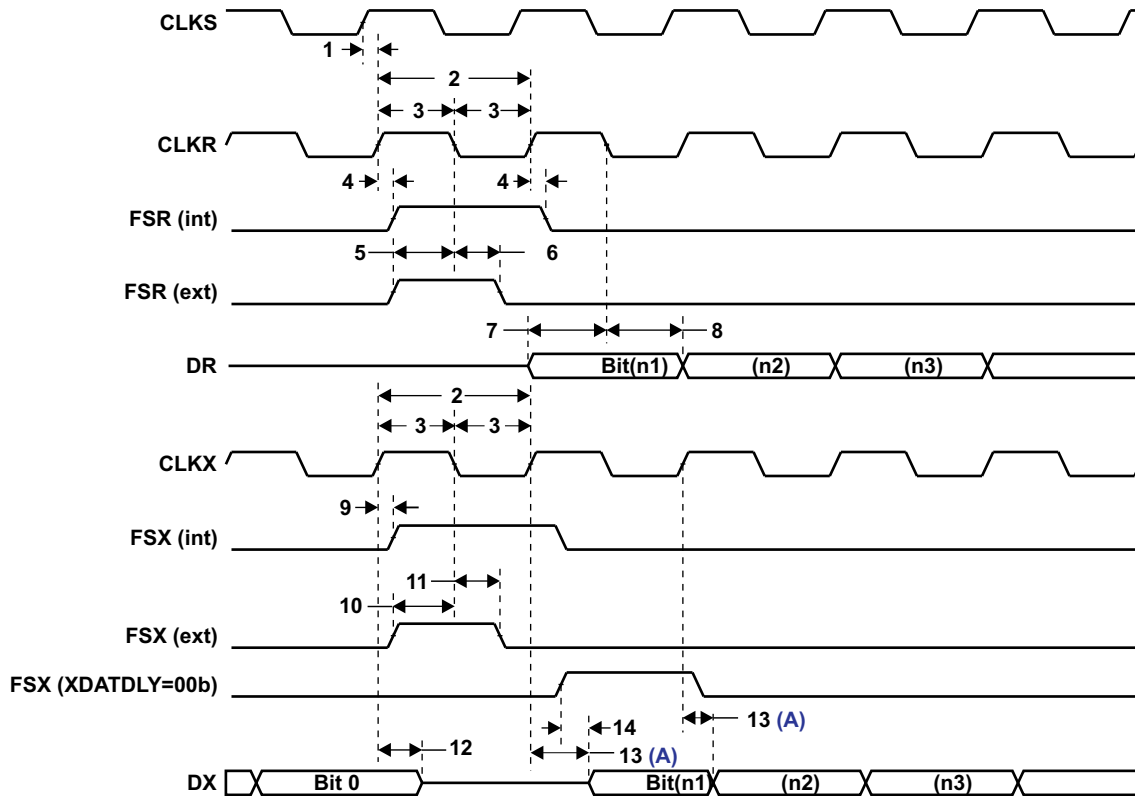 CLKS
1
2
3 3
CLKR
4 4
FSR (int)
5 6
FSR (ext)
7 8
DR Bit(n1) (n2) (n3)
2
3 3
CLKX
9
FSX (int)
11
10
FSX (ext)
FSX (XDATDLY=00b)
13 (A)
14
12 13 (A)
DX Bit 0 Bit(n1) (n2) (n3)